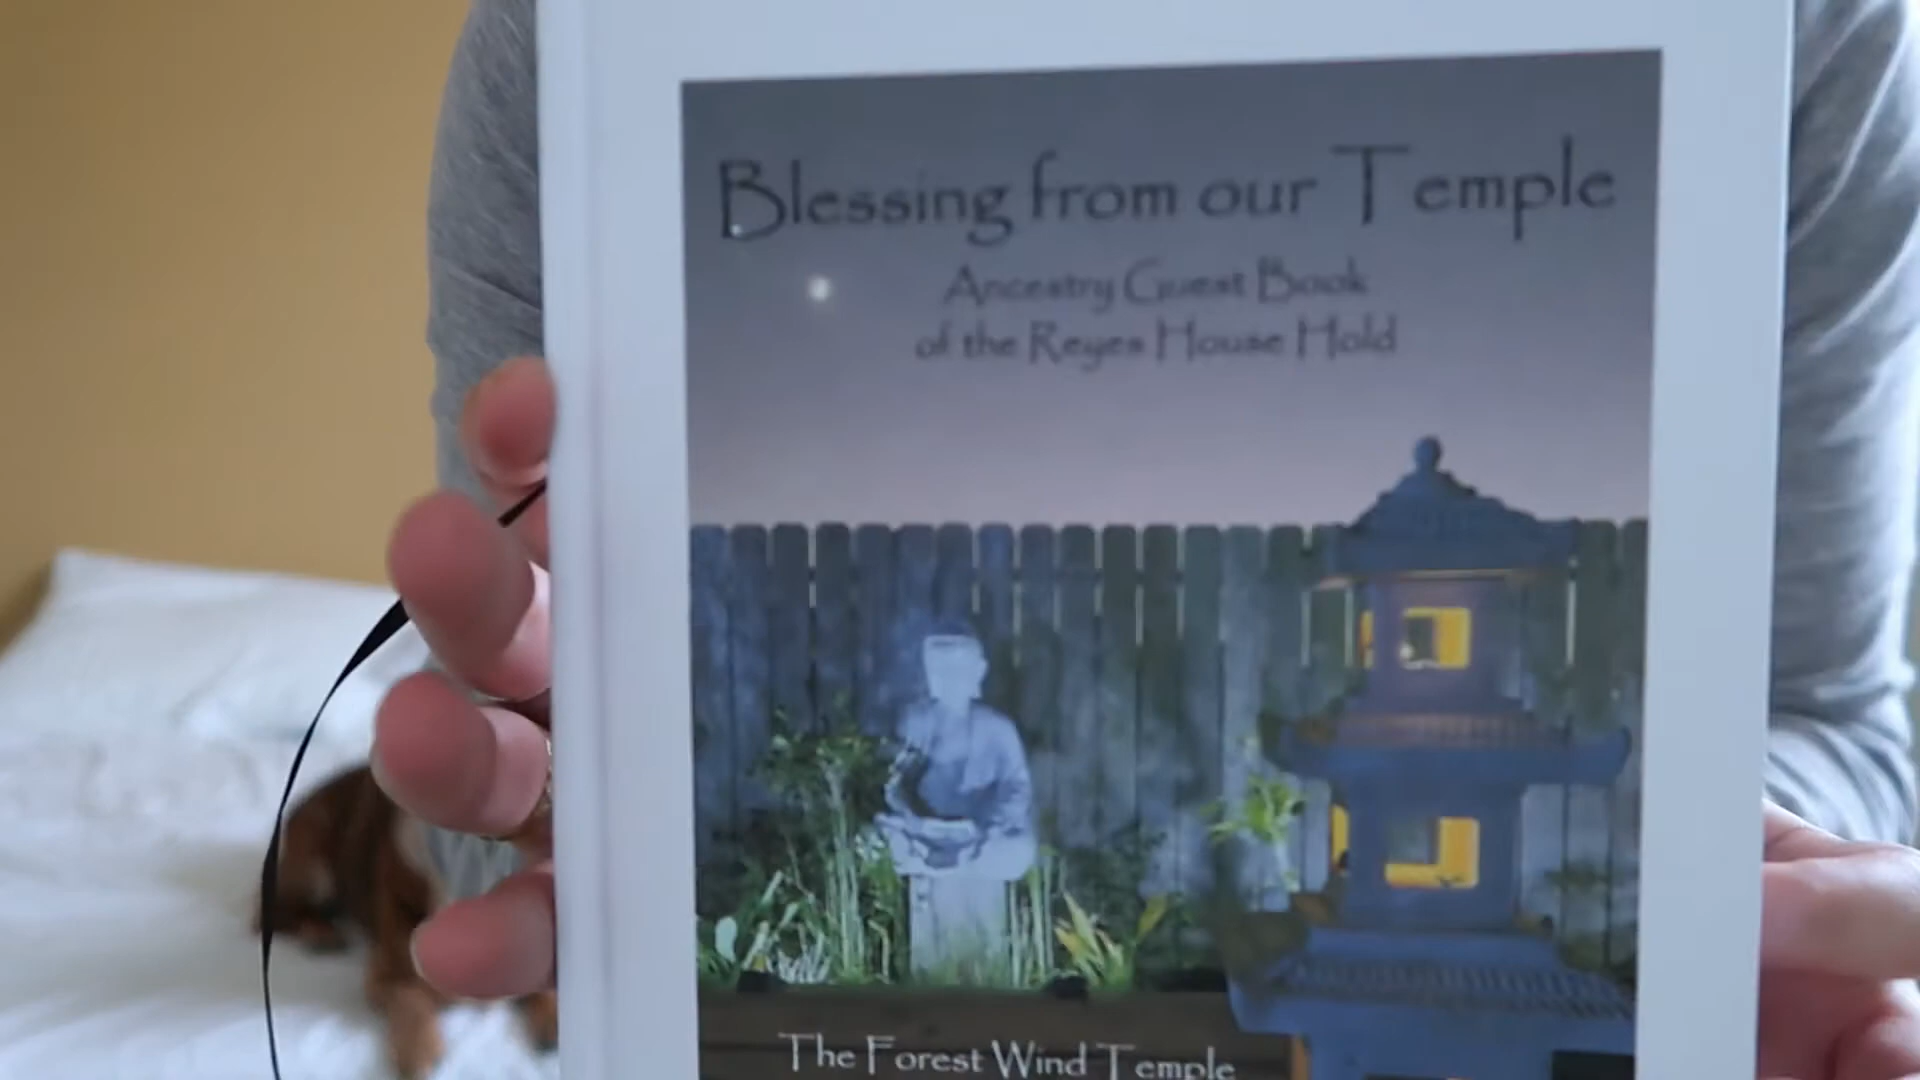 Blessing from our Temple
Ancestry Guest Book
of the Reyes House Hold
The Forest Wind Temple